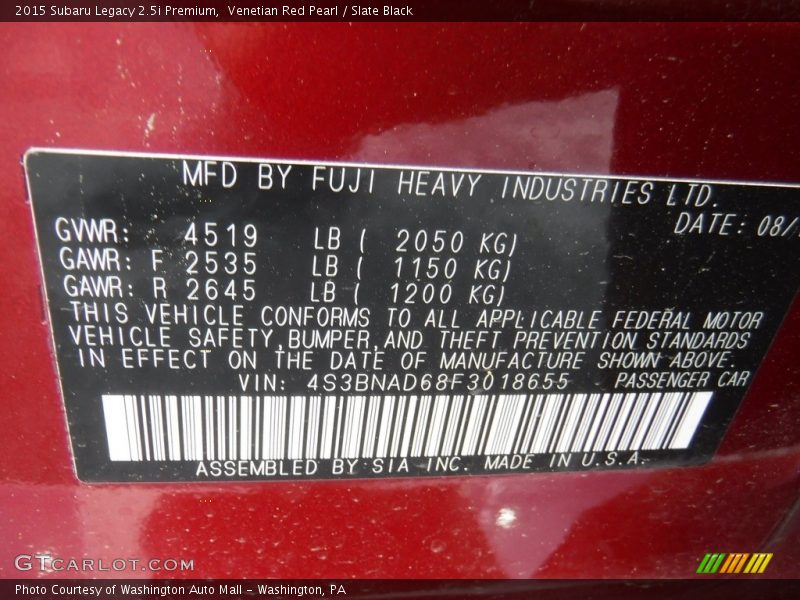 2015 Subaru Legacy 2.5i Premium,  Venetian Red Pearl / Slate Black
MFD BY FUJI HEAVY INDUSTRIES LTD.
DATE: 08/
GVWR: 4519 LB ( 2050 KG)
GAWR: F 2535 LB ( 1150 KG)
GAWR: R 2645 LB ( 1200 KG)
THIS VEHICLE CONFORMS TO ALL APPLICABLE FEDERAL MOTOR
VEHICLE SAFETY,BUMPER,AND THEFT PREVENTION STANDARDS
IN EFFECT ON THE DATE OF MANUFACTURE SHOWN ABOVE.
VIN: 4S3BNAD68F3018655 PASSENGER CAR
ASSEMBLED BY SIA INC. MADE IN U.S.A.
GTCarLot.com
Photo Courtesy of Washington Auto Mall - Washington, PA